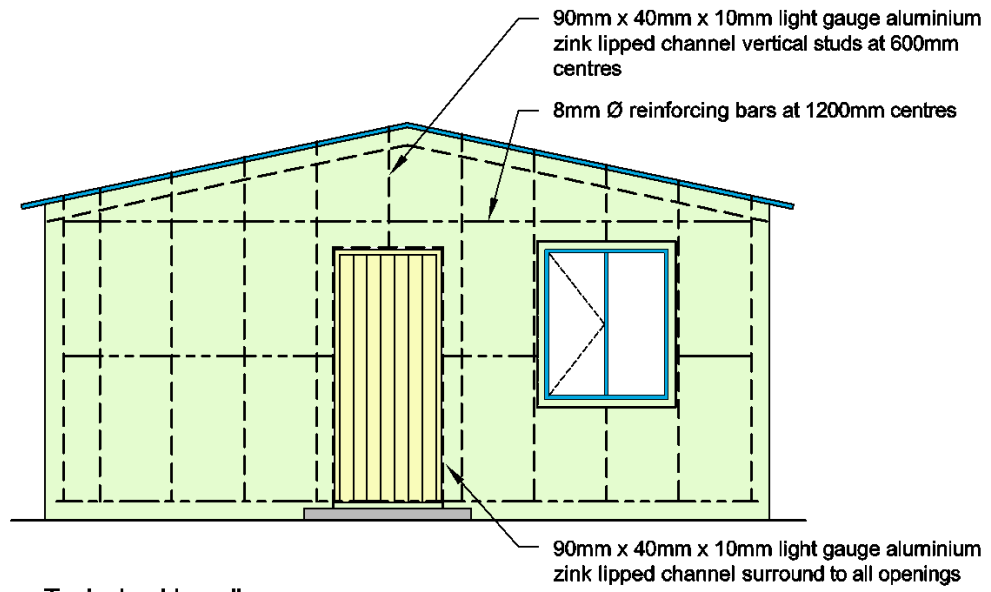 90mm x 40mm x 10mm light gauge aluminium
zink lipped channel vertical studs at 600mm
centres
8mm Ø reinforcing bars at 1200mm centres
90mm x 40mm x 10mm light gauge aluminium
zink lipped channel surround to all openings